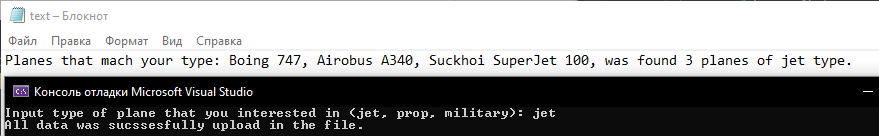 text – Блокнот
Файл Правка Формат Вид Справка
Planes that mach your type: Boing 747, Airobus A340, Suckhoi SuperJet 100, was found 3 planes of jet type.
Консоль отладки Microsoft Visual Studio
Input type of plane that you interested in (jet, prop, military): jet
All data was sucssesfully upload in the file.